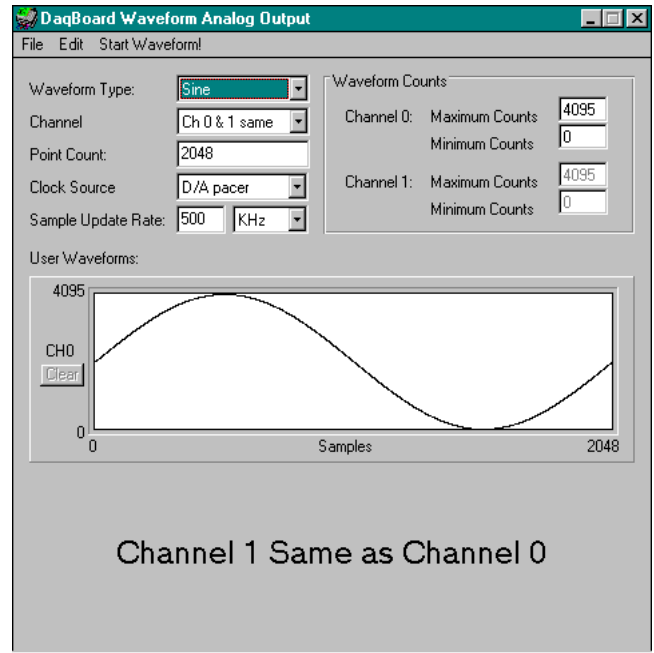 DaqBoard Waveform Analog Output
File Edit Start Waveform!
Waveform Type: Sine
Channel Ch 0 & 1 same
Point Count: 2048
Clock Source D/A pacer
Sample Update Rate: 500 KHz
Waveform Counts
Channel 0: Maximum Counts 4095
Minimum Counts 0
Channel 1: Maximum Counts 4095
Minimum Counts 0
User Waveforms:
4095
CH0
Clear
0
0 Samples 2048
Channel 1 Same as Channel 0